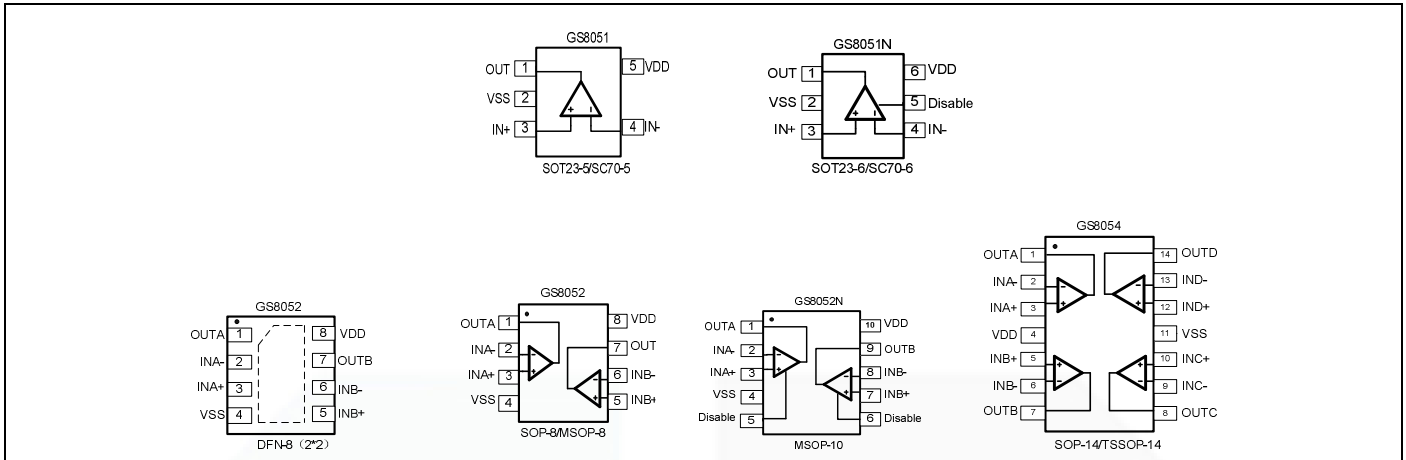 GS8051
OUT 1 5 VDD
VSS 2
IN+ 3 4 IN-
+ -
SOT23-5/SC70-5
GS8051N
OUT 1 6 VDD
VSS 2 5 Disable
IN+ 3 4 IN-
+ -
SOT23-6/SC70-6
GS8052
OUTA 1 8 VDD
INA- 2 7 OUTB
INA+ 3 6 INB-
VSS 4 5 INB+
DFN-8（2*2）
GS8052
OUTA 1 8 VDD
INA- 2 7 OUT
INA+ 3 6 INB-
VSS 4 5 INB+
- + - +
SOP-8/MSOP-8
GS8052N
OUTA 1 10 VDD
INA- 2 9 OUTB
INA+ 3 8 INB-
VSS 4 7 INB+
Disable 5 6 Disable
- + - +
MSOP-10
GS8054
OUTA 1 14 OUTD
INA- 2 13 IND-
INA+ 3 12 IND+
VDD 4 11 VSS
INB+ 5 10 INC+
INB- 6 9 INC-
OUTB 7 8 OUTC
- + - +
+ - + -
SOP-14/TSSOP-14